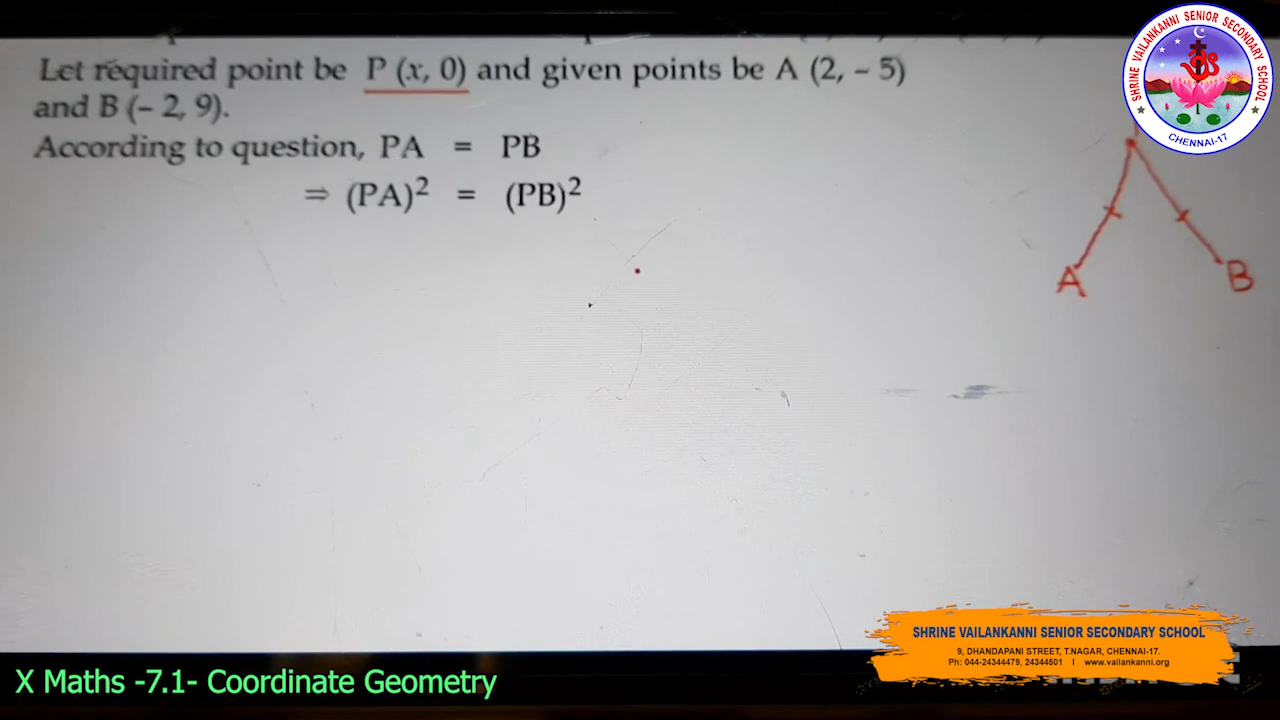 Let required point be P (x, 0) and given points be A (2, – 5)
and B (– 2, 9).
According to question, PA = PB
⇒ (PA)² = (PB)²
A
B
SHRINE VAILANKANNI SENIOR SECONDARY SCHOOL
CHENNAI-17
SHRINE VAILANKANNI SENIOR SECONDARY SCHOOL
9, DHANDAPANI STREET, T.NAGAR, CHENNAI-17.
Ph: 044-24344479, 24344501 I www.vailankanni.org
X Maths -7.1- Coordinate Geometry